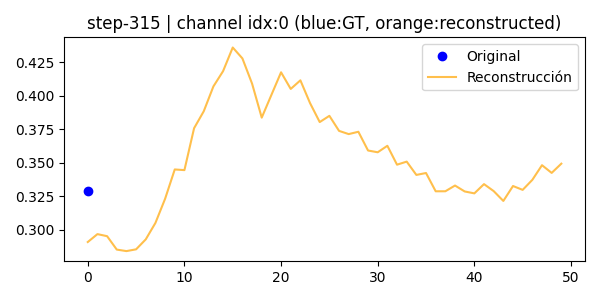 step-315 | channel idx:0 (blue:GT, orange:reconstructed)
Original
Reconstrucción
0.425
0.400
0.375
0.350
0.325
0.300
0 10 20 30 40 50